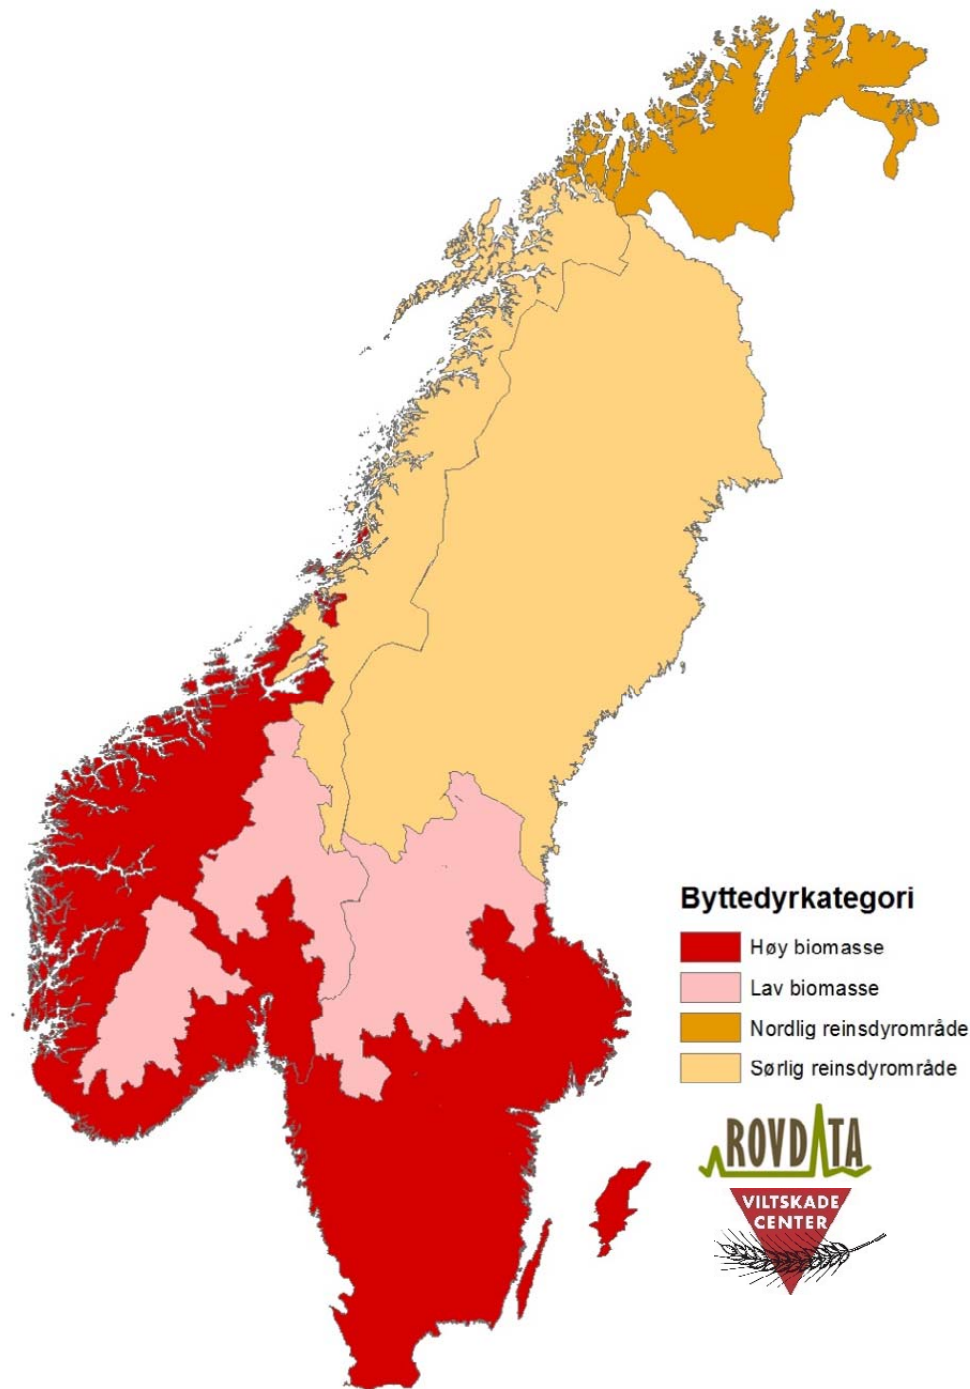 Byttedyrkategori
Høy biomasse
Lav biomasse
Nordlig reinsdyrområde
Sørlig reinsdyrområde
ROVDATA
VILTSKADE
CENTER